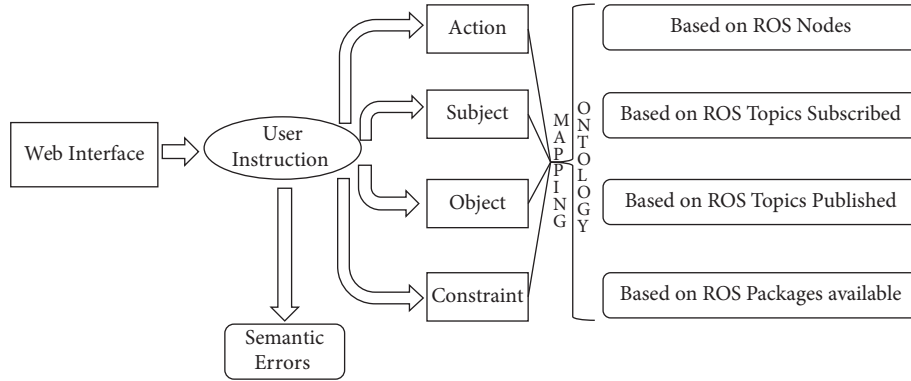 Web Interface
User
Instruction
Semantic
Errors
Action
Subject
Object
Constraint
MAPPING
ONTOLOGY
Based on ROS Nodes
Based on ROS Topics Subscribed
Based on ROS Topics Published
Based on ROS Packages available